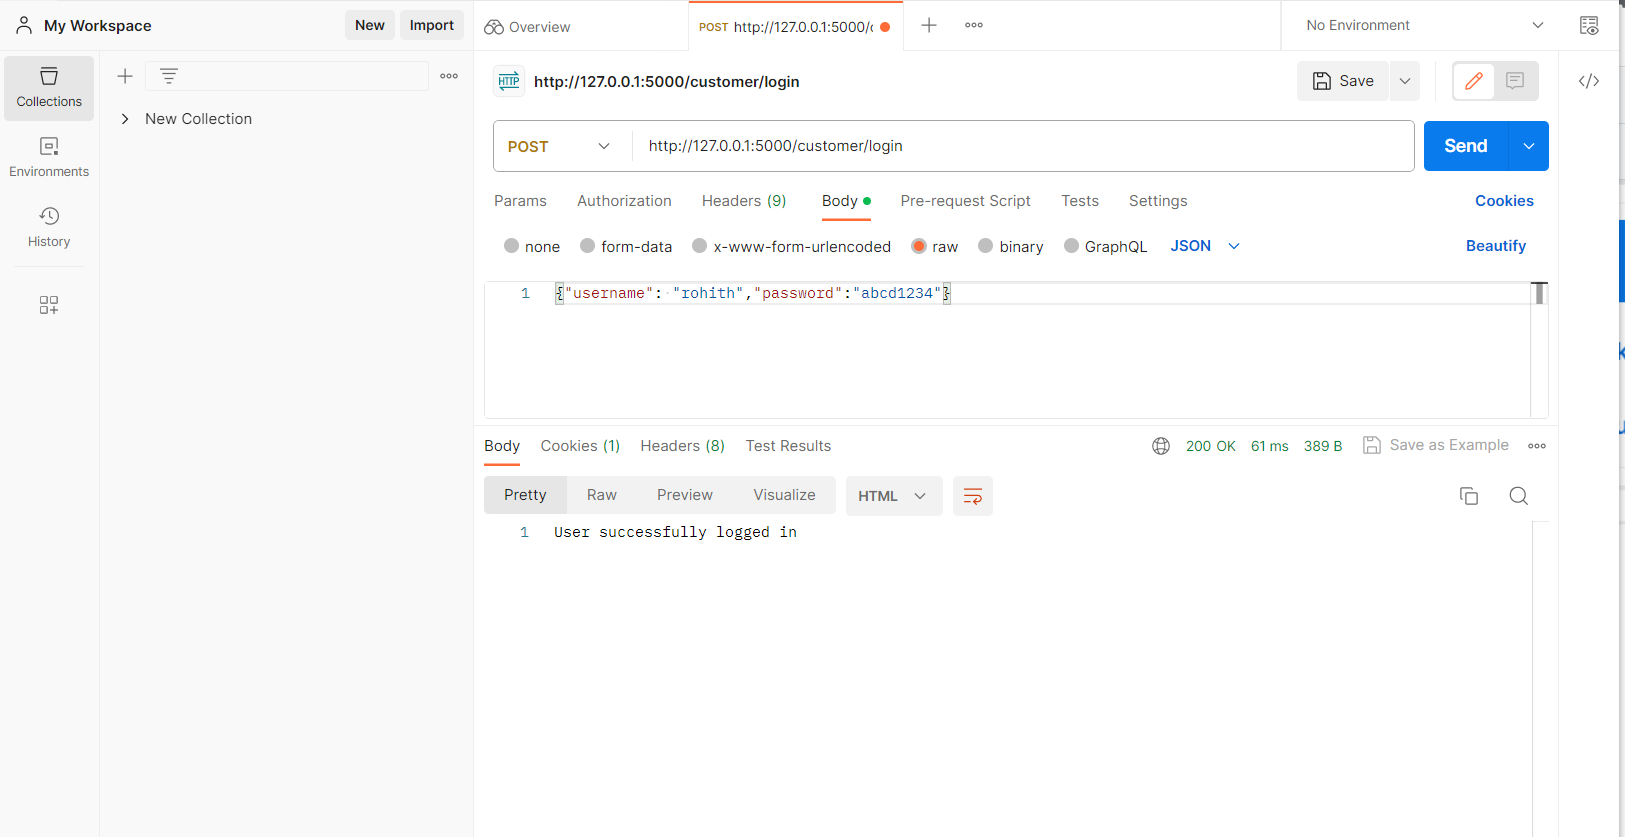 My Workspace
New
Import
Overview
POST http://127.0.0.1:5000/c
No Environment
Collections
Environments
History
New Collection
HTTP
http://127.0.0.1:5000/customer/login
Save
POST
http://127.0.0.1:5000/customer/login
Send
Params
Authorization
Headers (9)
Body
Pre-request Script
Tests
Settings
Cookies
none
form-data
x-www-form-urlencoded
raw
binary
GraphQL
JSON
Beautify
1 {"username": "rohith","password":"abcd1234"}
Body
Cookies (1)
Headers (8)
Test Results
200 OK
61 ms
389 B
Save as Example
Pretty
Raw
Preview
Visualize
HTML
1 User successfully logged in